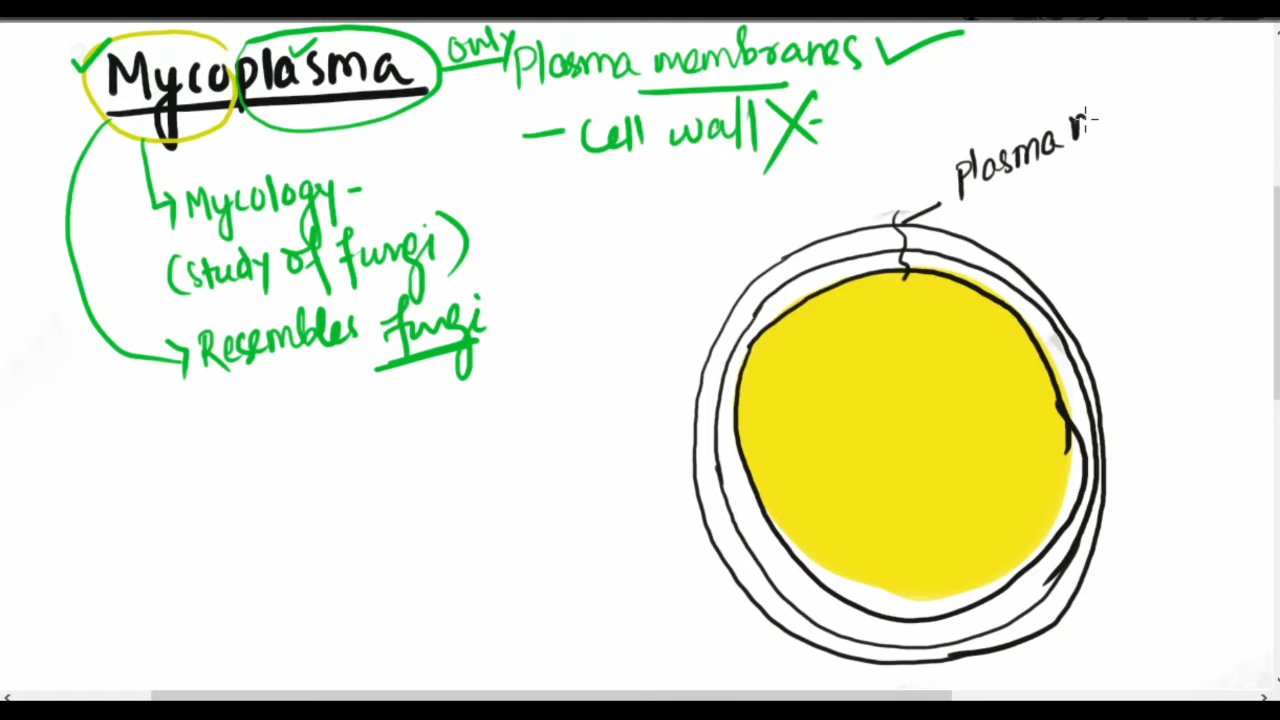 Mycoplasma only Plasma membranes
- Cell wall X-
Mycology -
(study of fungi)
Resembles fungi
plasma m